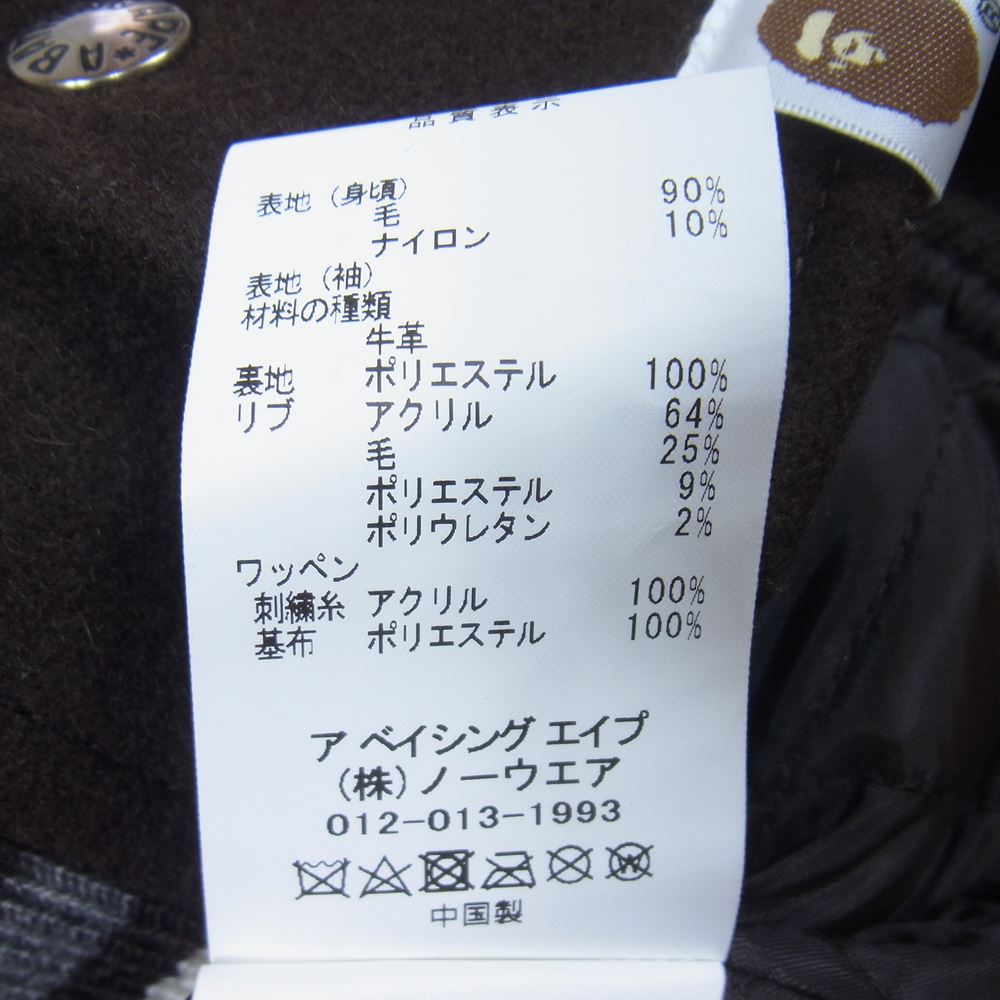 品質表示
表地（身頃）
毛 90%
ナイロン 10%
表地（袖）
材料の種類
牛革
裏地 ポリエステル 100%
リブ アクリル 64%
毛 25%
ポリエステル 9%
ポリウレタン 2%
ワッペン
刺繍糸 アクリル 100%
基布 ポリエステル 100%
ア ベイシング エイプ
(株) ノーウエア
012-013-1993
W
中国製